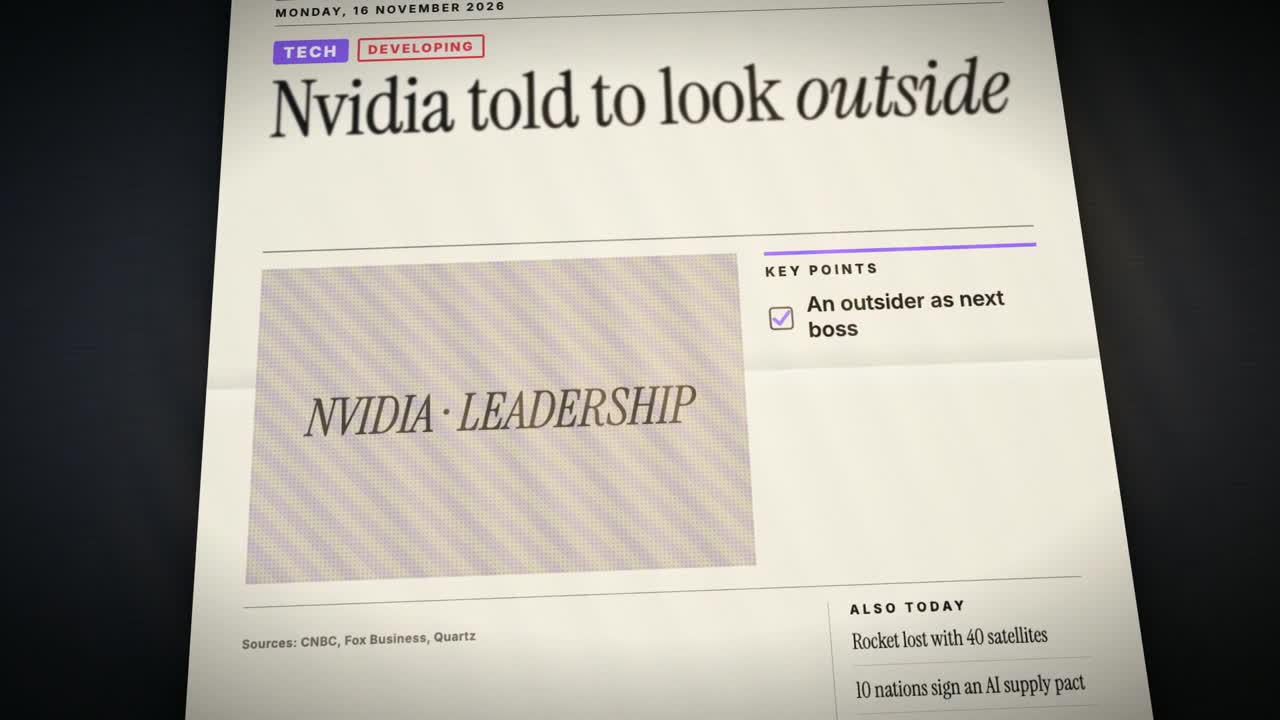 MONDAY, 16 NOVEMBER 2026
TECH
DEVELOPING
Nvidia told to look outside
NVIDIA · LEADERSHIP
KEY POINTS
An outsider as next
boss
Sources: CNBC, Fox Business, Quartz
ALSO TODAY
Rocket lost with 40 satellites
10 nations sign an AI supply pact